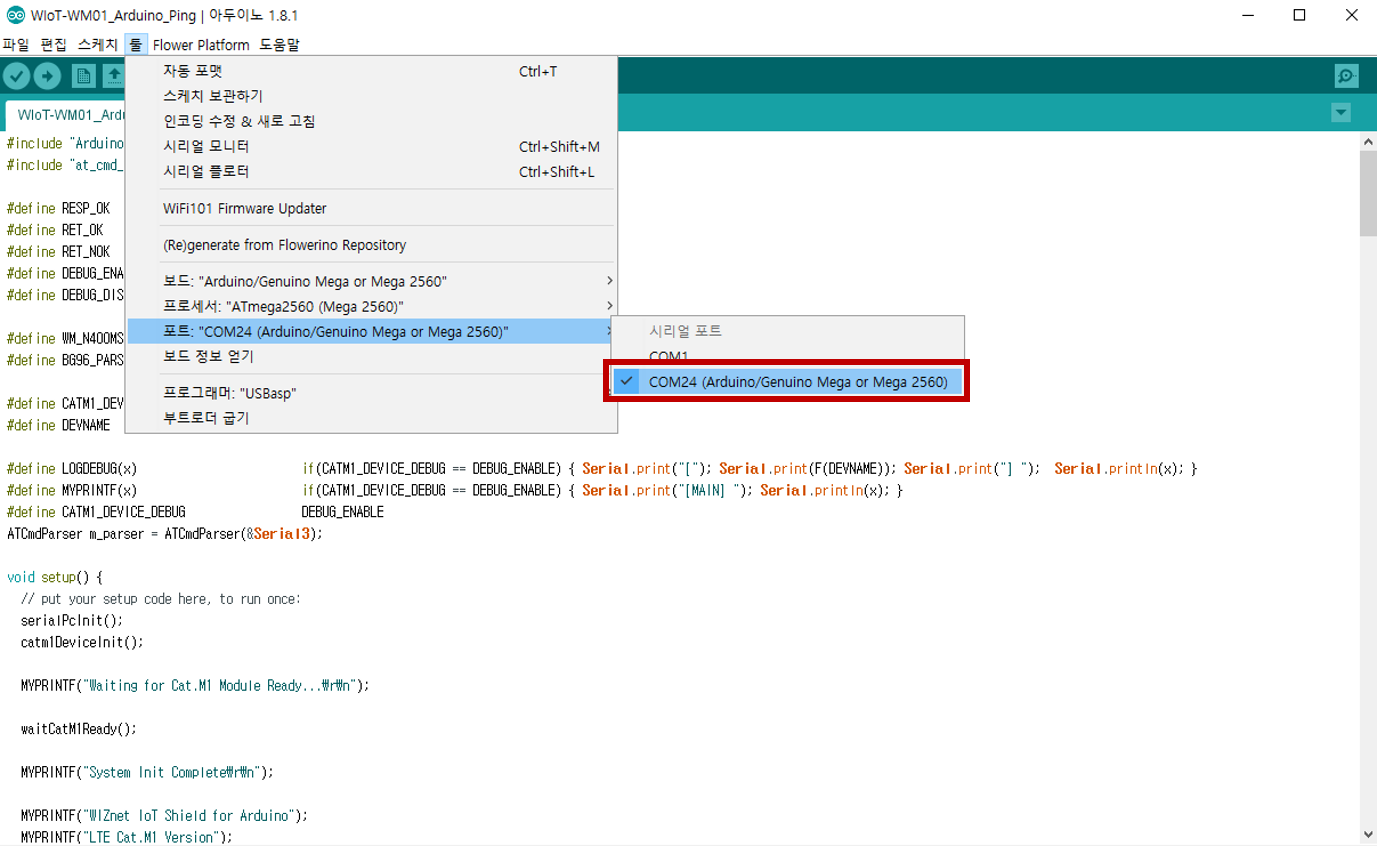 WIoT-WM01_Arduino_Ping | 아두이노 1.8.1
파일 편집 스케치 툴 Flower Platform 도움말
자동 포맷 Ctrl+T
스케치 보관하기
인코딩 수정 & 새로 고침
시리얼 모니터 Ctrl+Shift+M
시리얼 플로터 Ctrl+Shift+L
WiFi101 Firmware Updater
(Re)generate from Flowerino Repository
보드: "Arduino/Genuino Mega or Mega 2560"
프로세서: "ATmega2560 (Mega 2560)"
포트: "COM24 (Arduino/Genuino Mega or Mega 2560)"
보드 정보 얻기
프로그래머: "USBasp"
부트로더 굽기
시리얼 포트
COM1
COM24 (Arduino/Genuino Mega or Mega 2560)
WIoT-WM01_Ardu
#include "Arduino
#include "at_cmd_
#define RESP_OK
#define RET_OK
#define RET_NOK
#define DEBUG_ENA
#define DEBUG_DIS
#define WM_N400MS
#define BG96_PARS
#define CATM1_DEV
#define DEVNAME
#define LOGDEBUG(x) if(CATM1_DEVICE_DEBUG == DEBUG_ENABLE) { Serial.print("["); Serial.print(F(DEVNAME)); Serial.print("] "); Serial.println(x); }
#define MYPRINTF(x) if(CATM1_DEVICE_DEBUG == DEBUG_ENABLE) { Serial.print("[MAIN] "); Serial.println(x); }
#define CATM1_DEVICE_DEBUG DEBUG_ENABLE
ATCmdParser m_parser = ATCmdParser(&Serial3);
void setup() {
// put your setup code here, to run once:
serialPcInit();
catm1DeviceInit();
MYPRINTF("Waiting for Cat.M1 Module Ready...₩r₩n");
waitCatM1Ready();
MYPRINTF("System Init Complete₩r₩n");
MYPRINTF("WIZnet IoT Shield for Arduino");
MYPRINTF("LTE Cat.M1 Version");